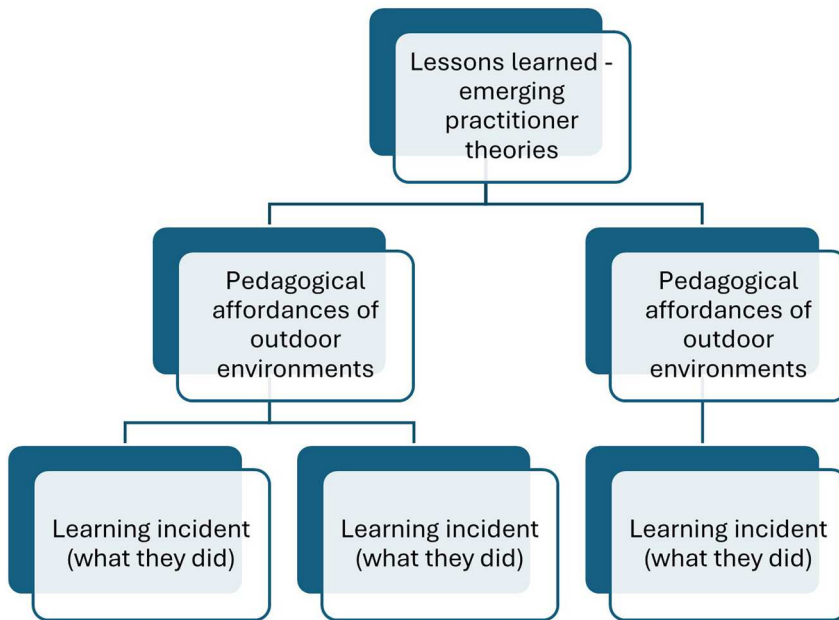 Lessons learned -
emerging
practitioner
theories
Pedagogical
affordances of
outdoor
environments
Pedagogical
affordances of
outdoor
environments
Learning incident
(what they did)
Learning incident
(what they did)
Learning incident
(what they did)